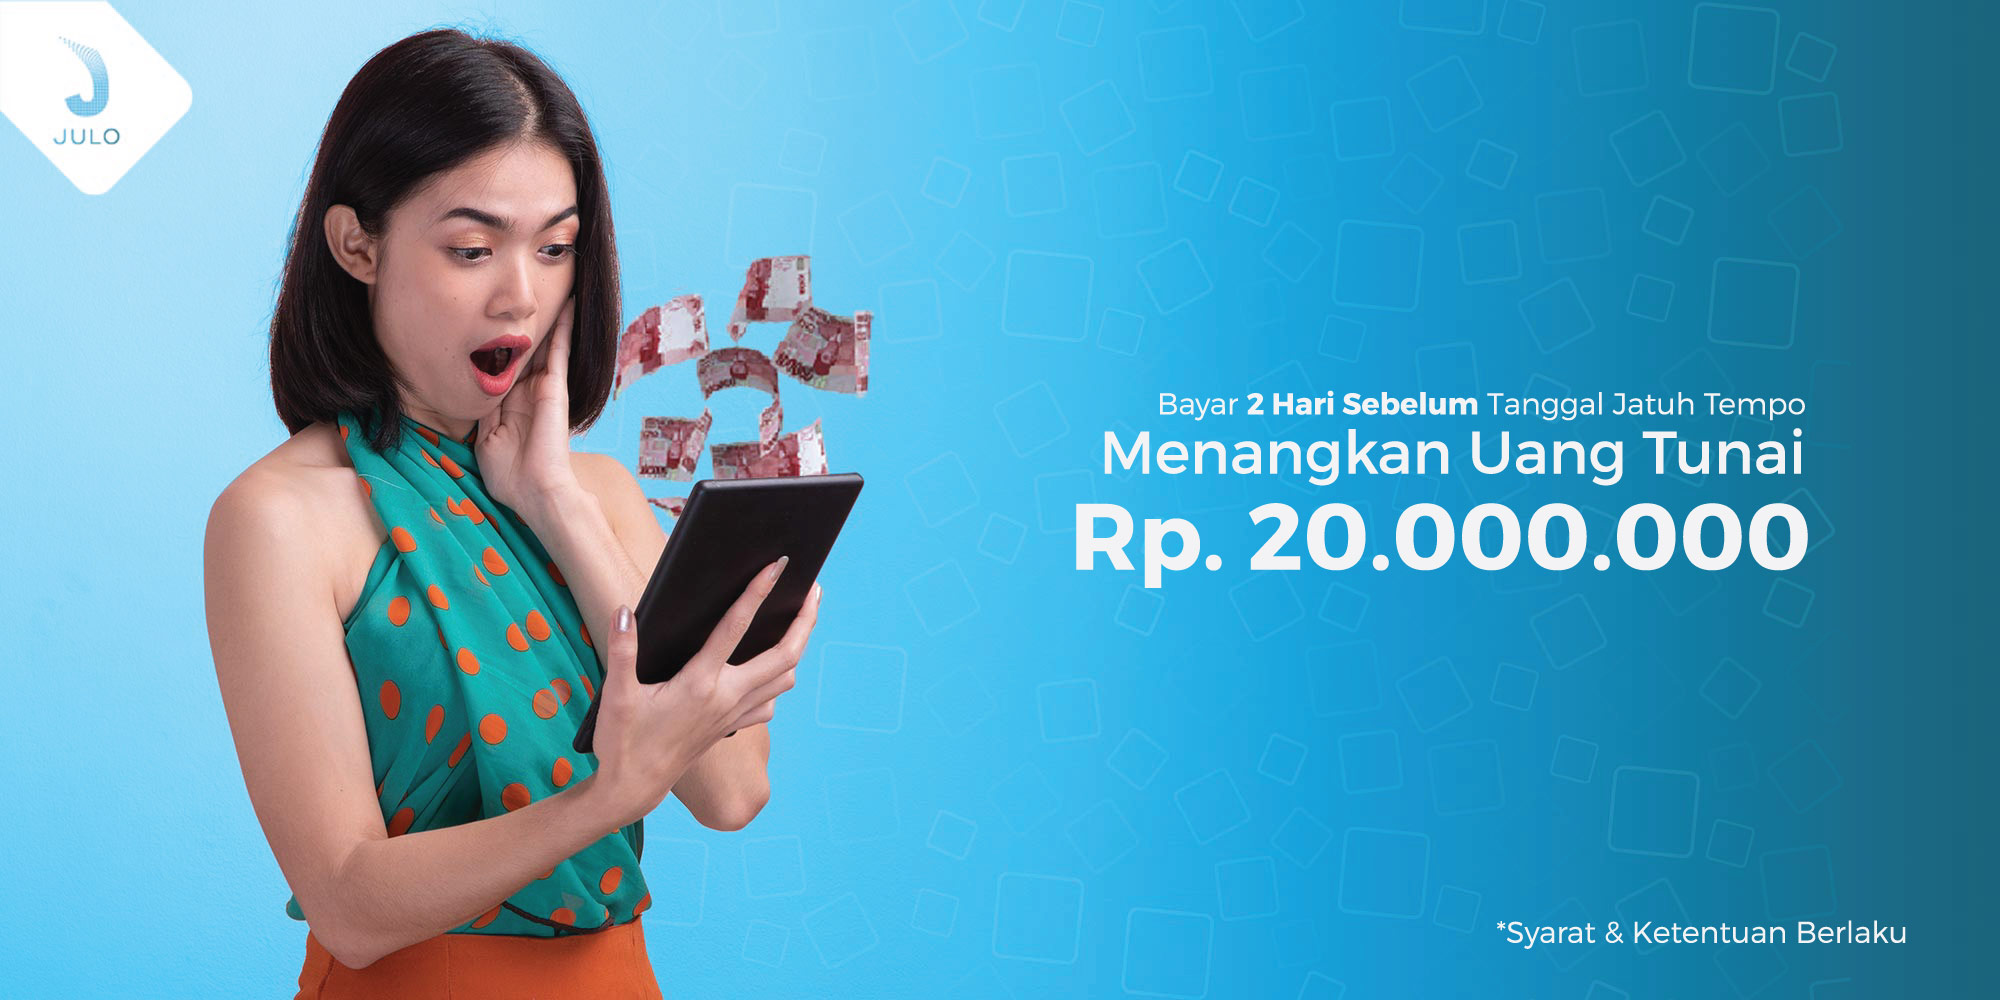 JULO
Bayar 2 Hari Sebelum Tanggal Jatuh Tempo
Menangkan Uang Tunai
Rp. 20.000.000
*Syarat & Ketentuan Berlaku